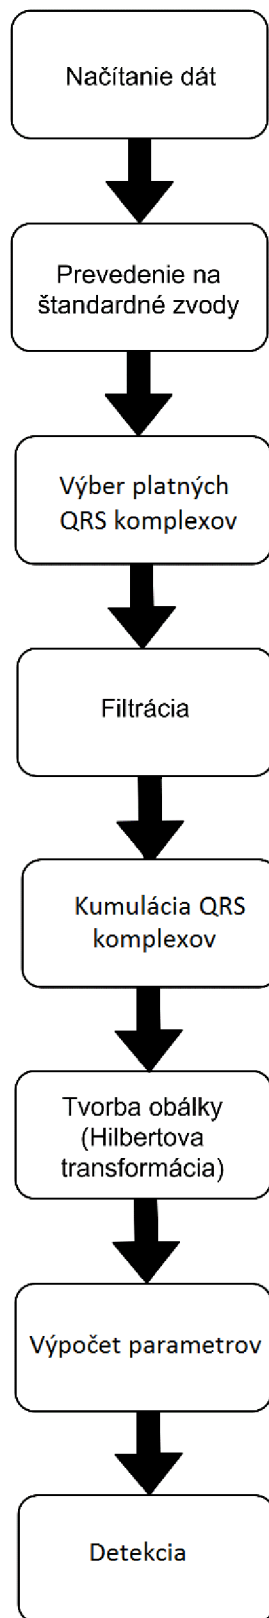 Načítanie dát
Prevedenie na
štandardné zvody
Výber platných
QRS komplexov
Filtrácia
Kumulácia QRS
komplexov
Tvorba obálky
(Hilbertova
transformácia)
Výpočet parametrov
Detekcia